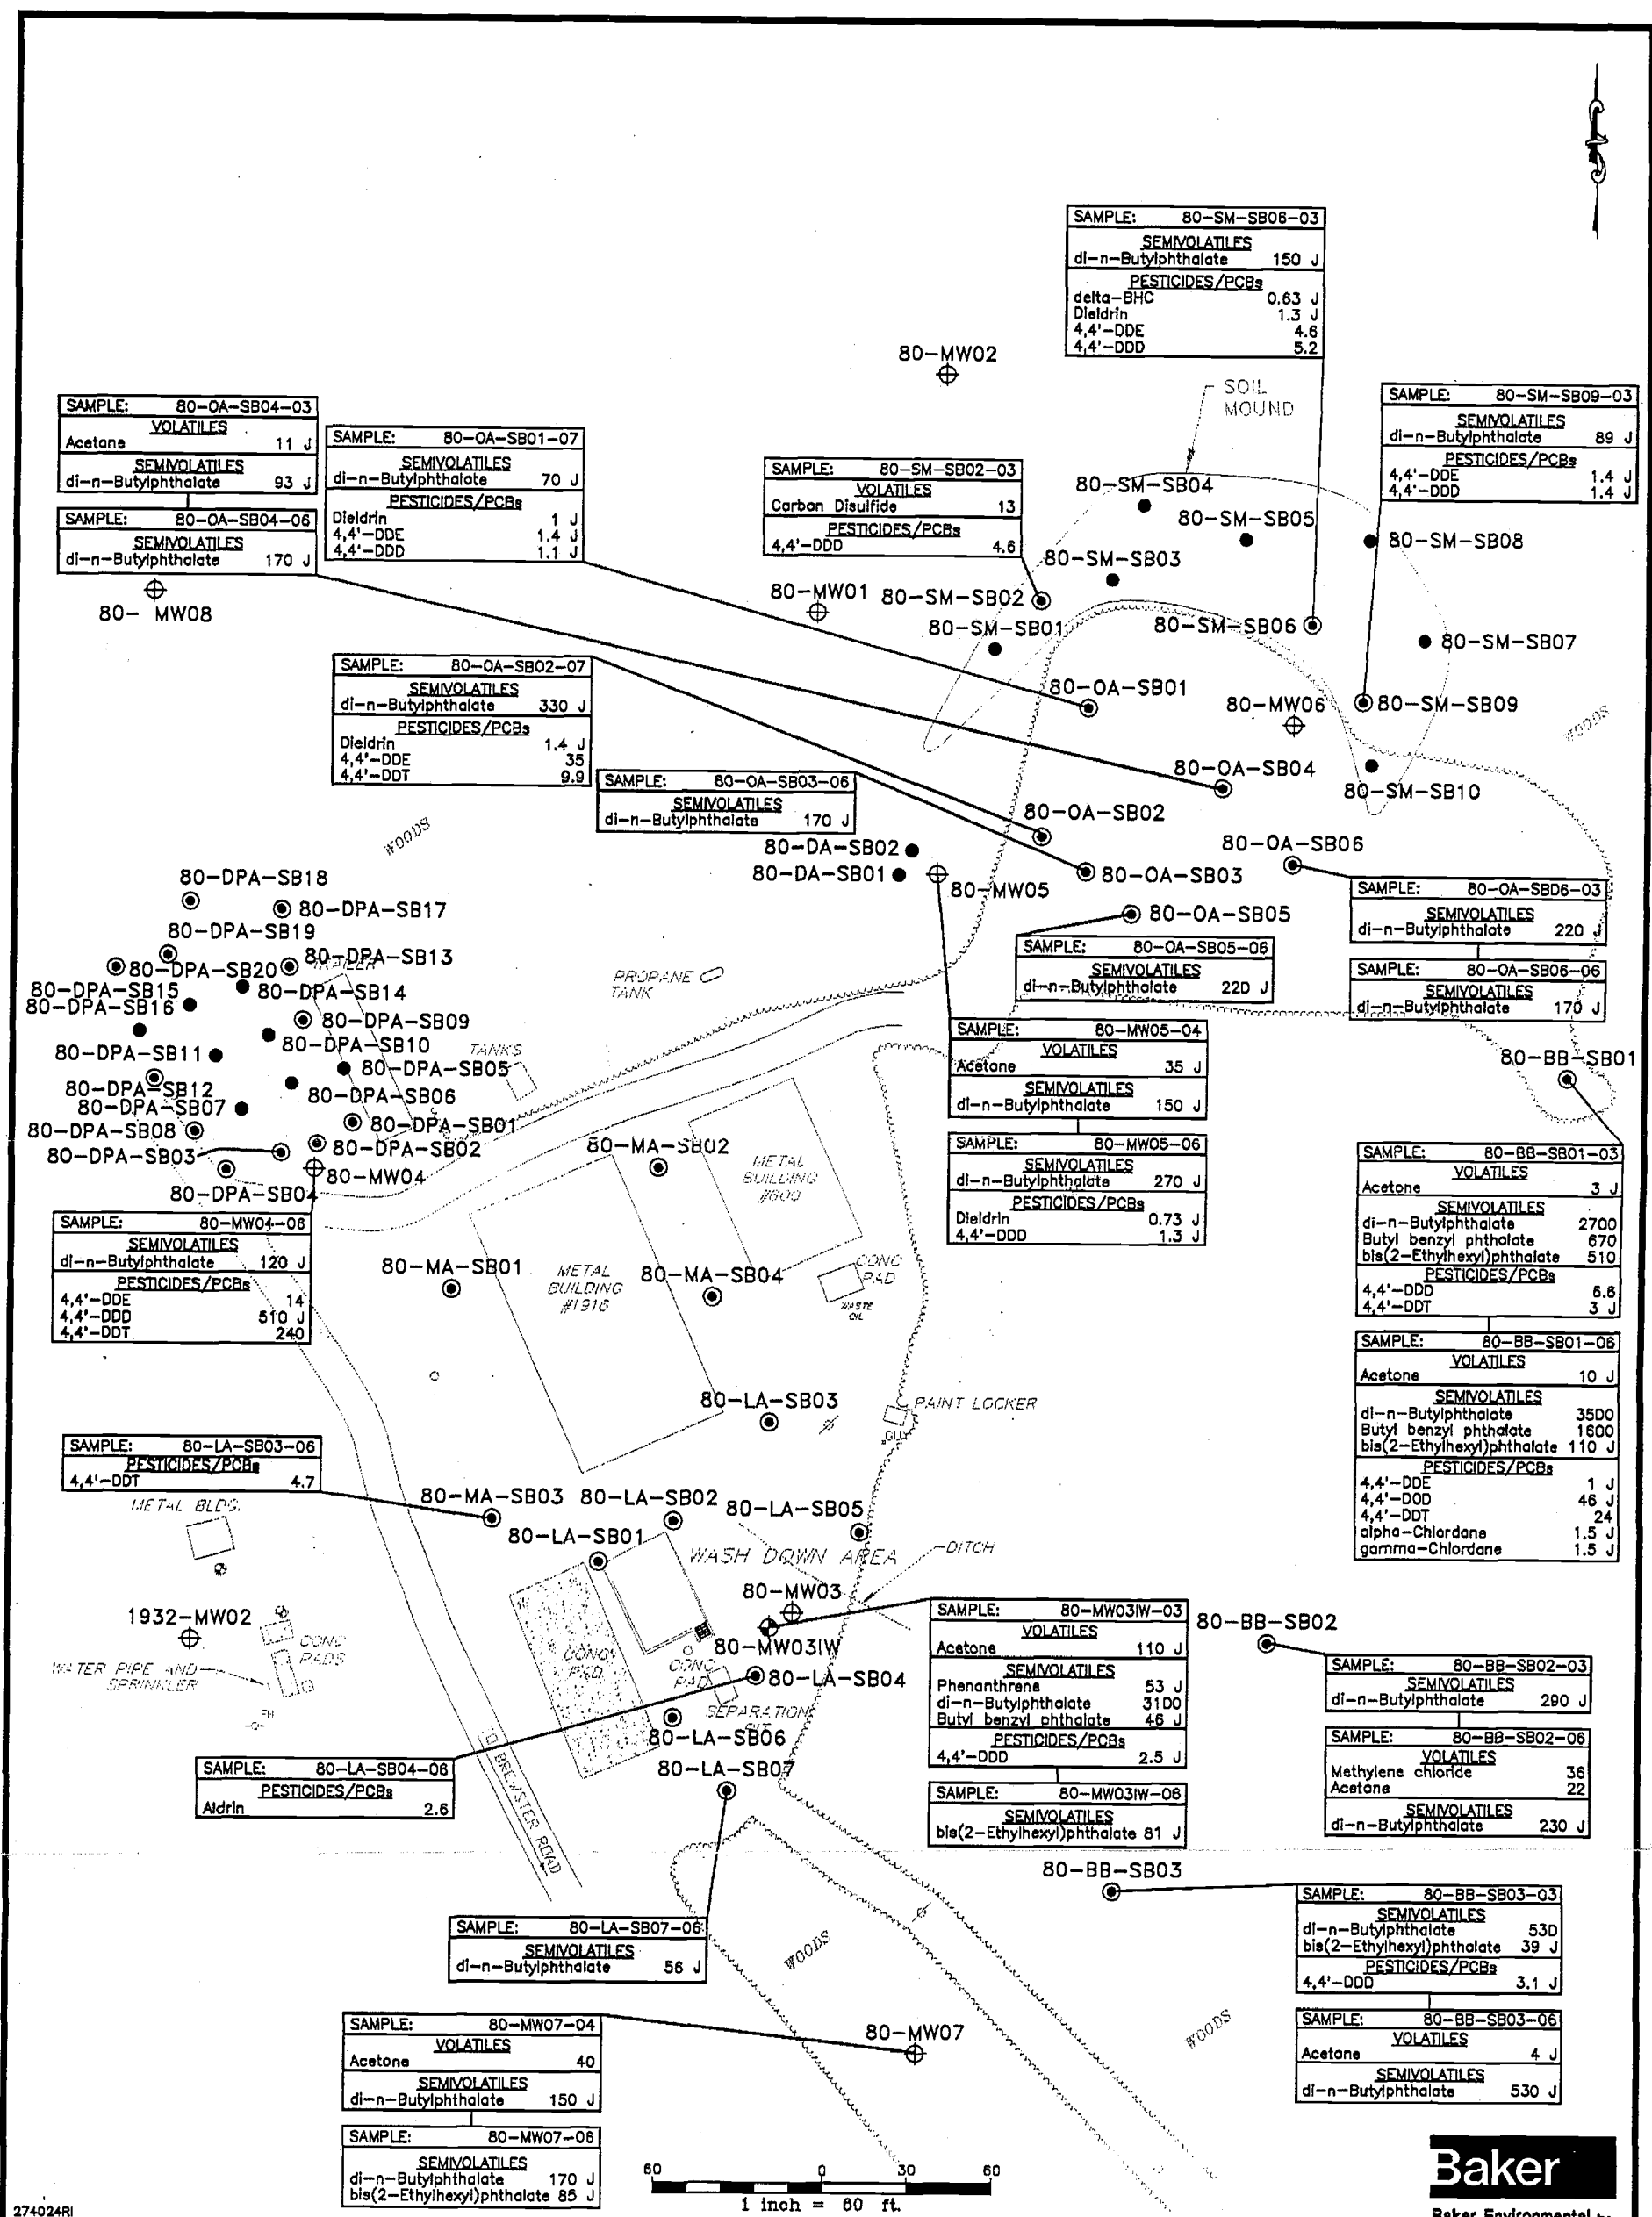 SAMPLE: 80-SM-SB06-03
SEMIVOLATILES
di-n-Butylphthalate 150 J
PESTICIDES/PCBs
delta-BHC 0.63 J
Dieldrin 1.3 J
4,4'-DDE 4.6
4,4'-DDD 5.2
80-MW02
SOIL
MOUND
SAMPLE: 80-SM-SB09-03
SEMIVOLATILES
di-n-Butylphthalate 89 J
PESTICIDES/PCBs
4,4'-DDE 1.4 J
4,4'-DDD 1.4 J
SAMPLE: 80-OA-SB04-03
VOLATILES
Acetone 11 J
SEMIVOLATILES
di-n-Butylphthalate 93 J
SAMPLE: 80-OA-SB04-06
SEMIVOLATILES
di-n-Butylphthalate 170 J
SAMPLE: 80-OA-SB01-07
SEMIVOLATILES
di-n-Butylphthalate 70 J
PESTICIDES/PCBs
Dieldrin 1 J
4,4'-DDE 1.4 J
4,4'-DDD 1.1 J
SAMPLE: 80-SM-SB02-03
VOLATILES
Carbon Disulfide 13
PESTICIDES/PCBs
4,4'-DDD 4.6
80-SM-SB04
80-SM-SB05
80-SM-SB08
80-SM-SB03
80-MW01
80-SM-SB02
80-SM-SB01
80-SM-SB06
80-SM-SB07
80- MW08
SAMPLE: 80-OA-SB02-07
SEMIVOLATILES
di-n-Butylphthalate 330 J
PESTICIDES/PCBs
Dieldrin 1.4 J
4,4'-DDE 35
4,4'-DDT 9.9
80-OA-SB01
80-MW06
80-SM-SB09
WOODS
80-OA-SB04
80-SM-SB10
SAMPLE: 80-OA-SB03-06
SEMIVOLATILES
di-n-Butylphthalate 170 J
80-OA-SB02
WOODS
80-DA-SB02
80-DA-SB01
80-MW05
80-OA-SB03
80-OA-SB06
80-OA-SB05
SAMPLE: 80-OA-SBD6-03
SEMIVOLATILES
di-n-Butylphthalate 220 J
SAMPLE: 80-OA-SB06-06
SEMIVOLATILES
di-n-Butylphthalate 170 J
SAMPLE: 80-OA-SB05-06
SEMIVOLATILES
di-n-Butylphthalate 22D J
80-DPA-SB18
80-DPA-SB17
80-DPA-SB19
80-DPA-SB20
80-DPA-SB13
TRAILER
80-DPA-SB15
80-DPA-SB14
80-DPA-SB16
80-DPA-SB09
80-DPA-SB10
80-DPA-SB11
80-DPA-SB05
80-DPA-SB12
80-DPA-SB06
80-DPA-SB07
80-DPA-SB01
80-DPA-SB08
80-DPA-SB02
80-DPA-SB03
80-MW04
80-DPA-SB04
PROPANE
TANK
TANKS
SAMPLE: 80-MW05-04
VOLATILES
Acetone 35 J
SEMIVOLATILES
di-n-Butylphthalate 150 J
SAMPLE: 80-MW05-06
SEMIVOLATILES
di-n-Butylphthalate 270 J
PESTICIDES/PCBs
Dieldrin 0.73 J
4,4'-DDD 1.3 J
80-BB-SB01
SAMPLE: 80-BB-SB01-03
VOLATILES
Acetone 3 J
SEMIVOLATILES
di-n-Butylphthalate 2700
Butyl benzyl phthalate 670
bis(2-Ethylhexyl)phthalate 510
PESTICIDES/PCBs
4,4'-DDD 6.6
4,4'-DDT 3 J
SAMPLE: 80-BB-SB01-06
VOLATILES
Acetone 10 J
SEMIVOLATILES
di-n-Butylphthalate 35D0
Butyl benzyl phthalate 1600
bis(2-Ethylhexyl)phthalate 110 J
PESTICIDES/PCBs
4,4'-DDE 1 J
4,4'-DOD 46 J
4,4'-DDT 24
alpha-Chlordane 1.5 J
gamma-Chlordane 1.5 J
80-MA-SB02
METAL
BUILDING
#600
SAMPLE: 80-MW04-06
SEMIVOLATILES
di-n-Butylphthalate 120 J
PESTICIDES/PCBs
4,4'-DDE 14
4,4'-DDD 510 J
4,4'-DDT 240
80-MA-SB01
METAL
BUILDING
#1916
80-MA-SB04
CONC
PAD
WASTE
OIL
80-LA-SB03
PAINT LOCKER
SAMPLE: 80-LA-SB03-06
PESTICIDES/PCBs
4,4'-DDT 4.7
METAL BLDG.
80-MA-SB03
80-LA-SB02
80-LA-SB05
80-LA-SB01
WASH DOWN AREA
DITCH
80-MW03
1932-MW02
CONC
PADS
WATER PIPE AND
SPRINKLER
FH
CONC
PAD
80-MW03IW
CONC
PAD
80-LA-SB04
SEPARATION
80-LA-SB06
80-LA-SB07
BREWSTER ROAD
SAMPLE: 80-MW03IW-03
VOLATILES
Acetone 110 J
SEMIVOLATILES
Phenanthrene 53 J
di-n-Butylphthalate 31D0
Butyl benzyl phthalate 46 J
PESTICIDES/PCBs
4,4'-DDD 2.5 J
SAMPLE: 80-MW03IW-06
SEMIVOLATILES
bis(2-Ethylhexyl)phthalate 81 J
80-BB-SB02
SAMPLE: 80-BB-SB02-03
SEMIVOLATILES
di-n-Butylphthalate 290 J
SAMPLE: 80-BB-SB02-06
VOLATILES
Methylene chloride 36
Acetone 22
SEMIVOLATILES
di-n-Butylphthalate 230 J
SAMPLE: 80-LA-SB04-06
PESTICIDES/PCBs
Aldrin 2.6
80-BB-SB03
SAMPLE: 80-BB-SB03-03
SEMIVOLATILES
di-n-Butylphthalate 53D
bis(2-Ethylhexyl)phthalate 39 J
PESTICIDES/PCBs
4,4'-DDD 3.1 J
SAMPLE: 80-BB-SB03-06
VOLATILES
Acetone 4 J
SEMIVOLATILES
di-n-Butylphthalate 530 J
SAMPLE: 80-LA-SB07-06
SEMIVOLATILES
di-n-Butylphthalate 56 J
WOODS
WOODS
80-MW07
SAMPLE: 80-MW07-04
VOLATILES
Acetone 40
SEMIVOLATILES
di-n-Butylphthalate 150 J
SAMPLE: 80-MW07-06
SEMIVOLATILES
di-n-Butylphthalate 170 J
bis(2-Ethylhexyl)phthalate 85 J
60 0 30 60
1 inch = 60 ft.
Baker
Baker Environmental
274024RI